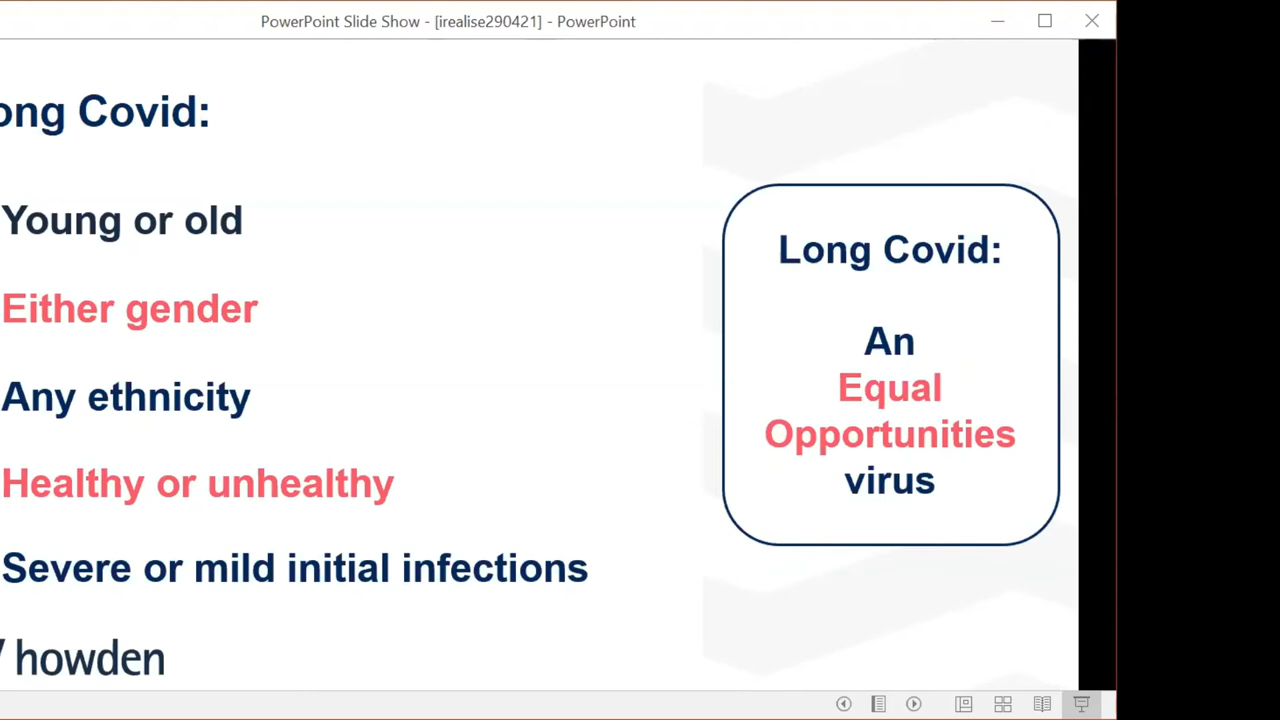 PowerPoint Slide Show - [irealise290421] - PowerPoint
ong Covid:
Young or old
Either gender
Any ethnicity
Healthy or unhealthy
Severe or mild initial infections
howden
Long Covid:
An
Equal
Opportunities
virus